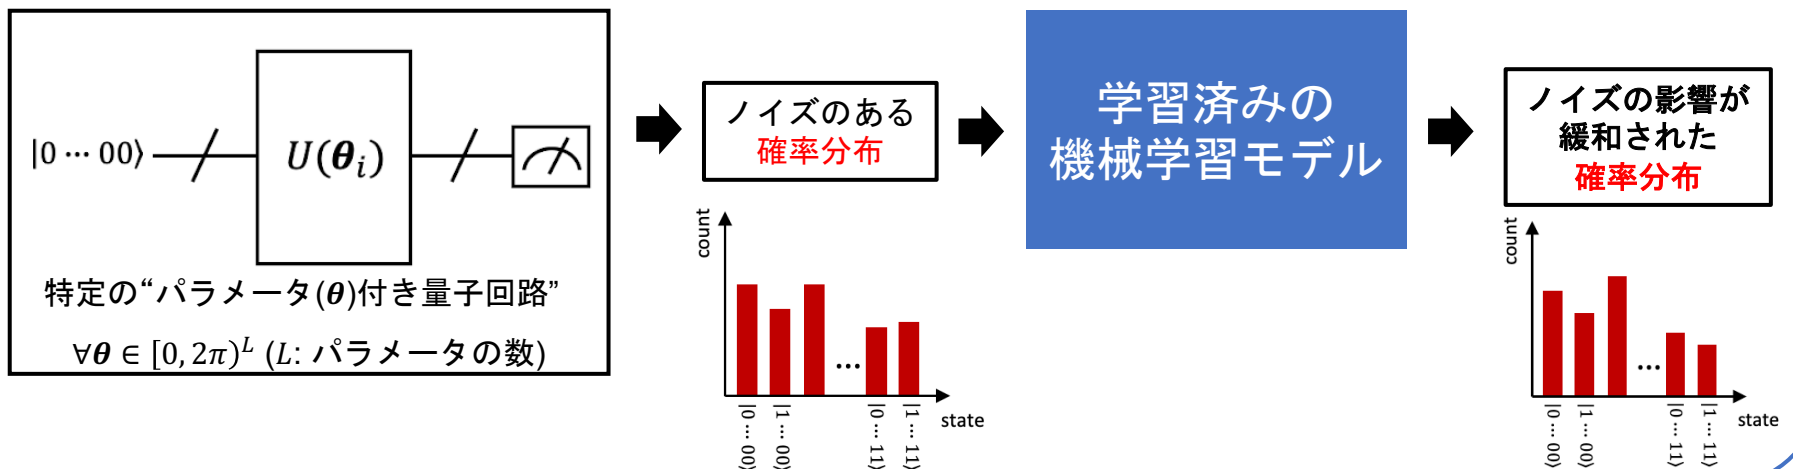 |0 ⋯ 00⟩
U(θᵢ)
特定の“パラメータ(θ)付き量子回路”
∀θ ∈ [0, 2π)ᴸ (L: パラメータの数)
ノイズのある
確率分布
count
|0 ⋯ 00⟩
|1 ⋯ 00⟩
...
|0 ⋯ 11⟩
|1 ⋯ 11⟩
state
学習済みの
機械学習モデル
ノイズの影響が
緩和された
確率分布
count
|0 ⋯ 00⟩
|1 ⋯ 00⟩
...
|0 ⋯ 11⟩
|1 ⋯ 11⟩
state